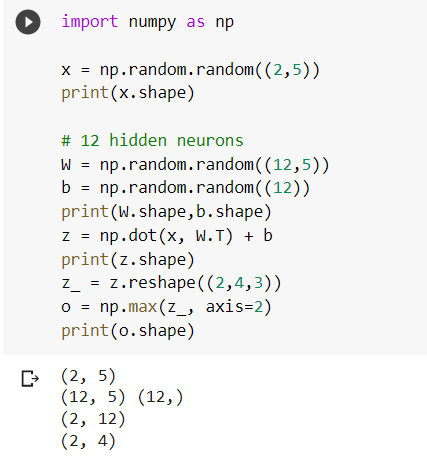 import numpy as np
x = np.random.random((2,5))
print(x.shape)
# 12 hidden neurons
W = np.random.random((12,5))
b = np.random.random((12))
print(W.shape,b.shape)
z = np.dot(x, W.T) + b
print(z.shape)
z_ = z.reshape((2,4,3))
o = np.max(z_, axis=2)
print(o.shape)
(2, 5)
(12, 5) (12,)
(2, 12)
(2, 4)